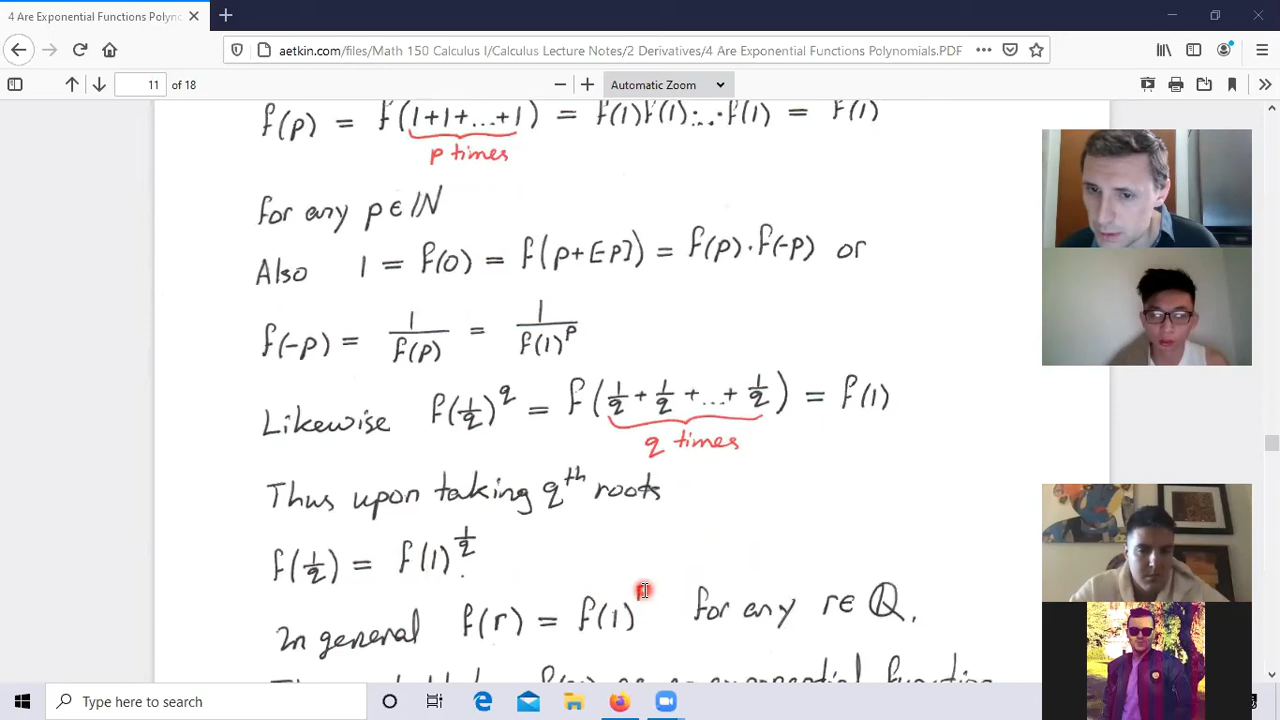 4 Are Exponential Functions Polync
aetkin.com/files/Math 150 Calculus I/Calculus Lecture Notes/2 Derivatives/4 Are Exponential Functions Polynomials.PDF
11 of 18
Automatic Zoom
f(p) = f(1+1+...+1) = f(1)f(1)...f(1) = f(1)
p times
for any p∈ℕ
Also 1 = f(0) = f(p+[-p]) = f(p)·f(-p) or
f(-p) = 1/f(p) = 1/f(1)^p
Likewise f(1/q)^q = f(1/q + 1/q + ... + 1/q) = f(1)
q times
Thus upon taking q^th roots
f(1/q) = f(1)^(1/q)
In general f(r) = f(1)^r for any r∈ℚ.
exponential function
Type here to search